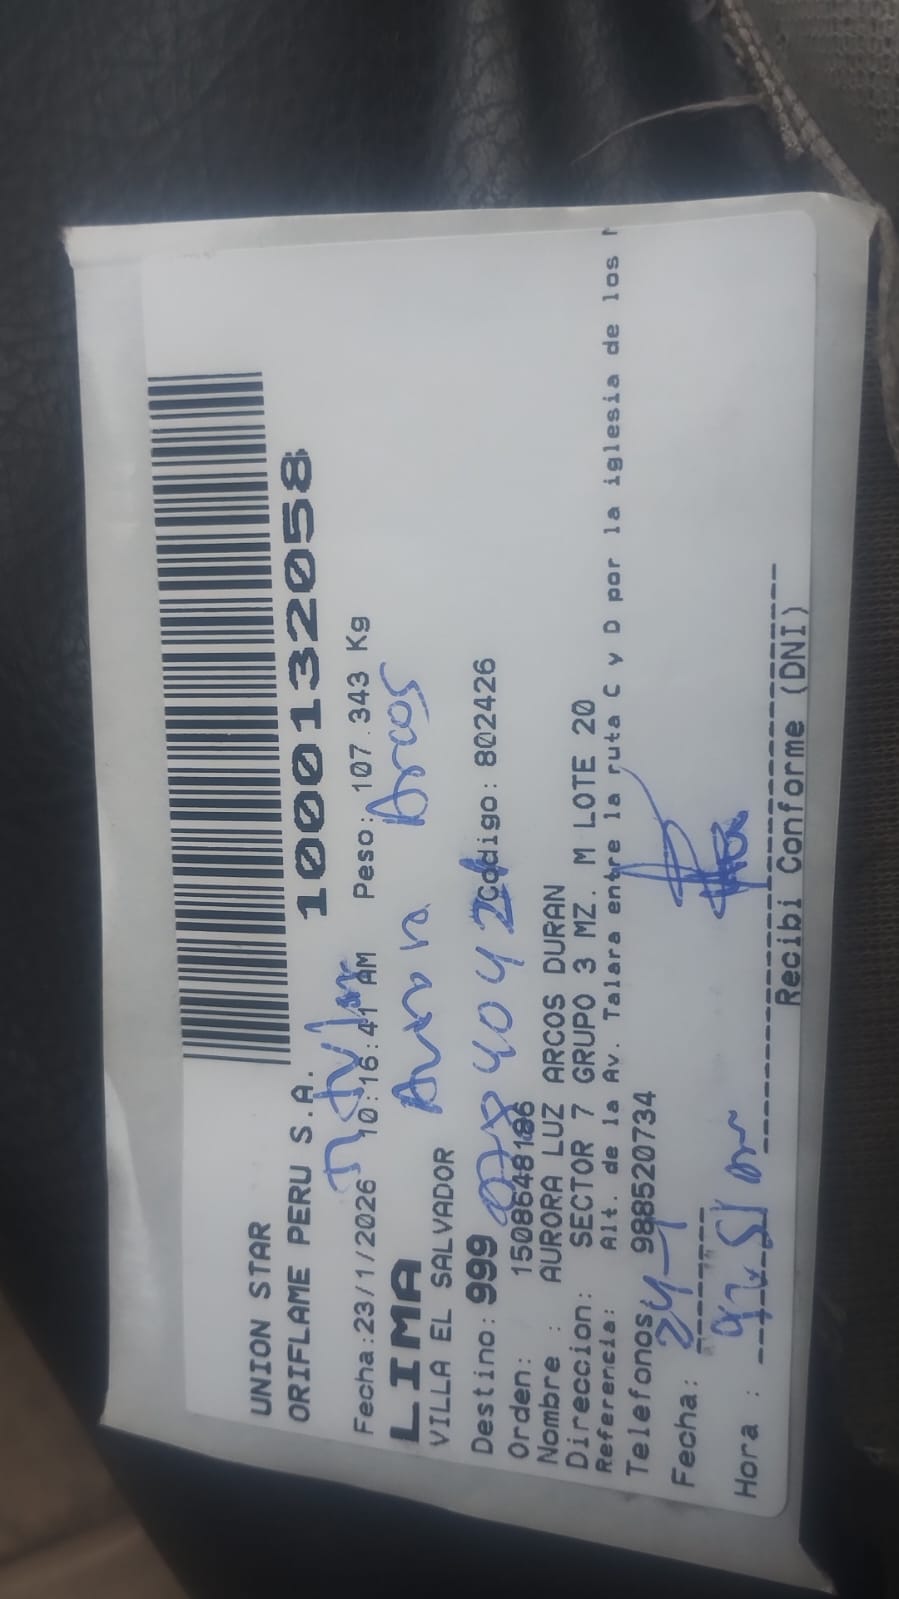 UNION STAR
ORIFLAME PERU S.A.
1000132058
Fecha:23/1/2026 10:16:41 AM Peso: 107.343 Kg
LIMA
Arcos
VILLA EL SALVADOR
Destino: 999 Codigo: 802426
Orden: 1508648186
Nombre : AURORA LUZ ARCOS DURAN
Direccion: SECTOR 7 GRUPO 3 MZ. M LOTE 20
Referencia: Alt. de la Av. Talara entre la ruta C y D por la iglesia de los
Telefonos: 988520734
Fecha: 24-1
Hora :
Recibi Conforme (DNI)